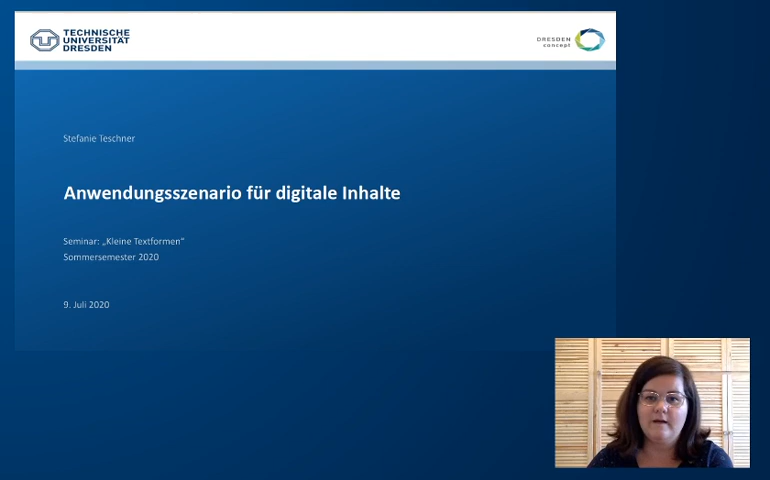 TECHNISCHE
UNIVERSITÄT
DRESDEN
DRESDEN
concept
Stefanie Teschner
Anwendungsszenario für digitale Inhalte
Seminar: „Kleine Textformen“
Sommersemester 2020
9. Juli 2020